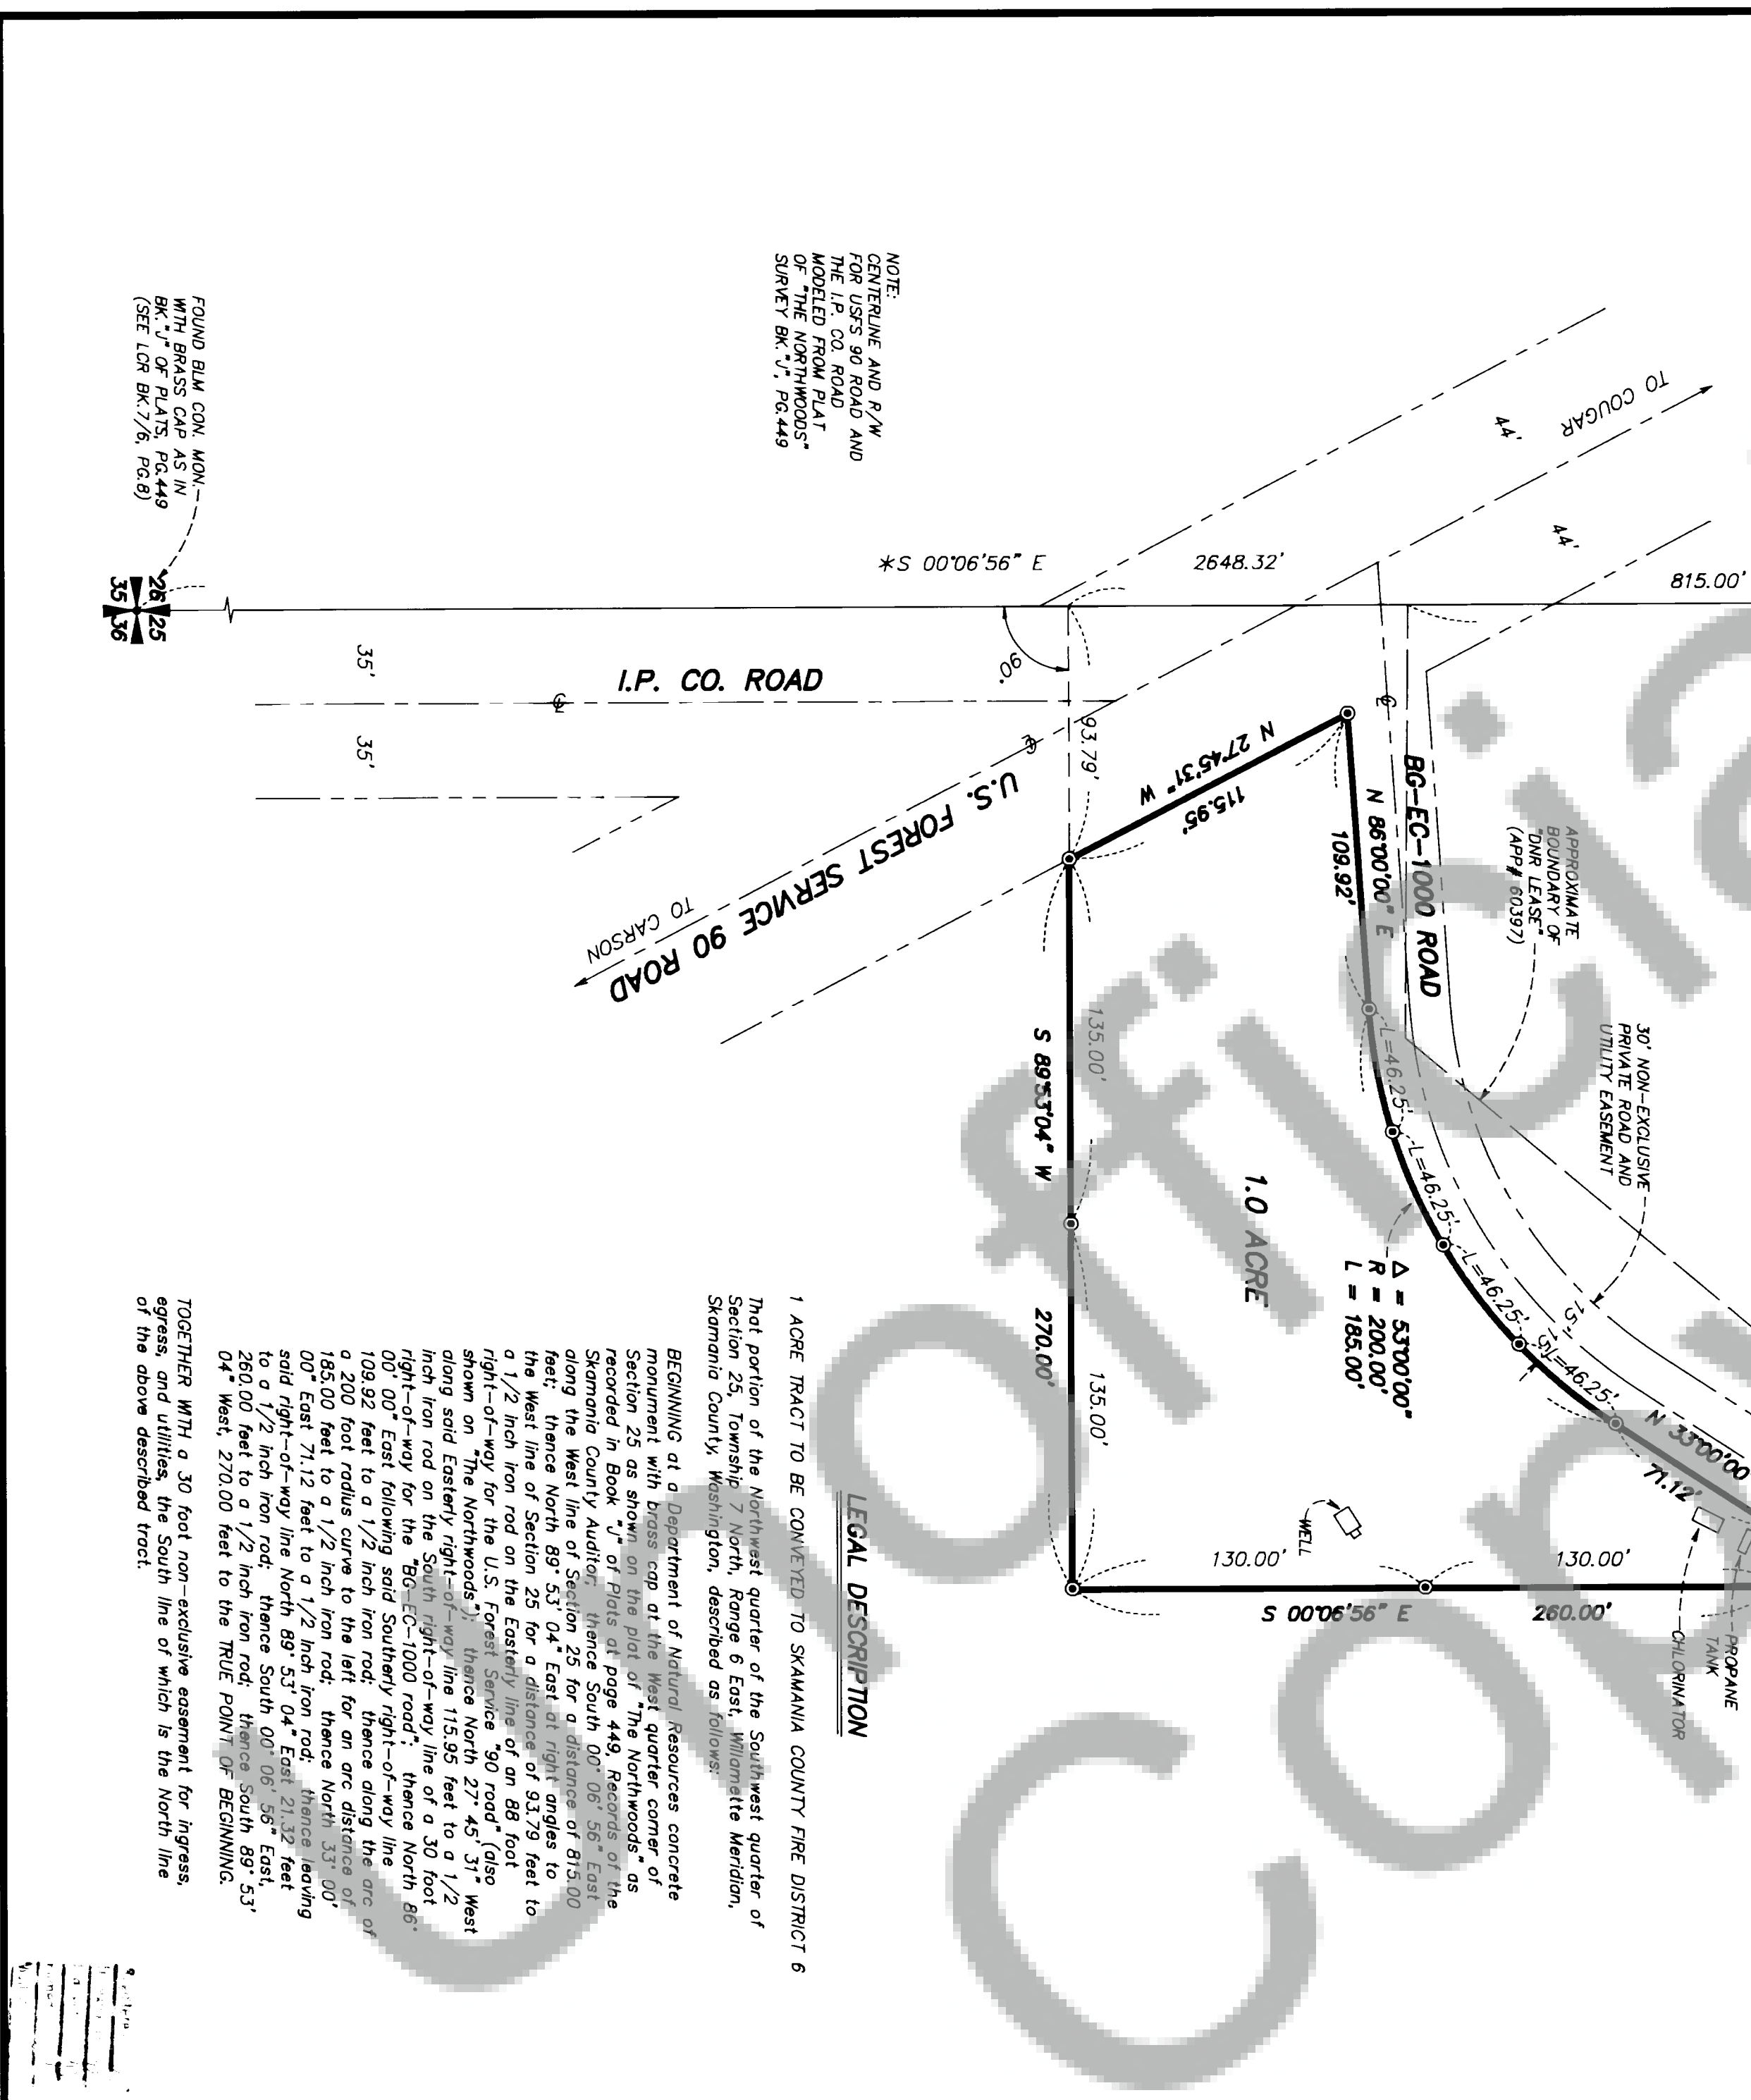 NOTE:
CENTERLINE AND R/W
FOR USFS 90 ROAD AND
THE I.P. CO. ROAD
MODELED FROM PLAT
OF "THE NORTHWOODS"
SURVEY BK."J", PG.449
FOUND BLM CON. MON.
WITH BRASS CAP AS IN
BK."J" OF PLATS, PG.449
(SEE LCR BK.7/6, PG.8)
26 25
35 36
*S 00°06'56" E
2648.32'
815.00'
TO COUGAR
44'
44'
35'
35'
I.P. CO. ROAD
90°
93.79'
U.S. FOREST SERVICE 90 ROAD
TO CARSON
N 27°45'31" W
115.95'
BG-EC-1000 ROAD
N 86°00'00" E
109.92'
APPROXIMATE
BOUNDARY OF
"DNR LEASE"
(APP# 60397)
30' NON-EXCLUSIVE
PRIVATE ROAD AND
UTILITY EASEMENT
L=46.25'
L=46.25'
L=46.25'
L=46.25'
15'
15'
Δ = 53°00'00"
R = 200.00'
L = 185.00'
N 33°00'00
71.12'
1.0 ACRE
135.00'
135.00'
S 89°53'04" W
270.00'
WELL
130.00'
130.00'
S 00°06'56" E
260.00'
PROPANE
TANK
CHLORINATOR
LEGAL DESCRIPTION
1 ACRE TRACT TO BE CONVEYED TO SKAMANIA COUNTY FIRE DISTRICT 6
That portion of the Northwest quarter of the Southwest quarter of
Section 25, Township 7 North, Range 6 East, Willamette Meridian,
Skamania County, Washington, described as follows:
BEGINNING at a Department of Natural Resources concrete
monument with brass cap at the West quarter corner of
Section 25 as shown on the plat of "The Northwoods" as
recorded in Book "J" of Plats at page 449, Records of the
Skamania County Auditor; thence South 00° 06' 56" East
along the West line of Section 25 for a distance of 815.00
feet; thence North 89° 53' 04" East at right angles to
the West line of Section 25 for a distance of 93.79 feet to
a 1/2 inch iron rod on the Easterly line of an 88 foot
right-of-way for the U.S. Forest Service "90 road" (also
shown on "The Northwoods"); thence North 27° 45' 31" West
along said Easterly right-of-way line 115.95 feet to a 1/2
inch iron rod on the South right-of-way line of a 30 foot
right-of-way for the "BG-EC-1000 road"; thence North 86°
00' 00" East following said Southerly right-of-way line
109.92 feet to a 1/2 inch iron rod; thence along the arc of
a 200 foot radius curve to the left for an arc distance of
185.00 feet to a 1/2 inch iron rod; thence North 33° 00'
00" East 71.12 feet to a 1/2 inch iron rod; thence leaving
said right-of-way line North 89° 53' 04" East 21.32 feet
to a 1/2 inch iron rod; thence South 00° 06' 56" East,
260.00 feet to a 1/2 inch iron rod; thence South 89° 53'
04" West, 270.00 feet to the TRUE POINT OF BEGINNING.
TOGETHER WITH a 30 foot non-exclusive easement for ingress,
egress, and utilities, the South line of which is the North line
of the above described tract.